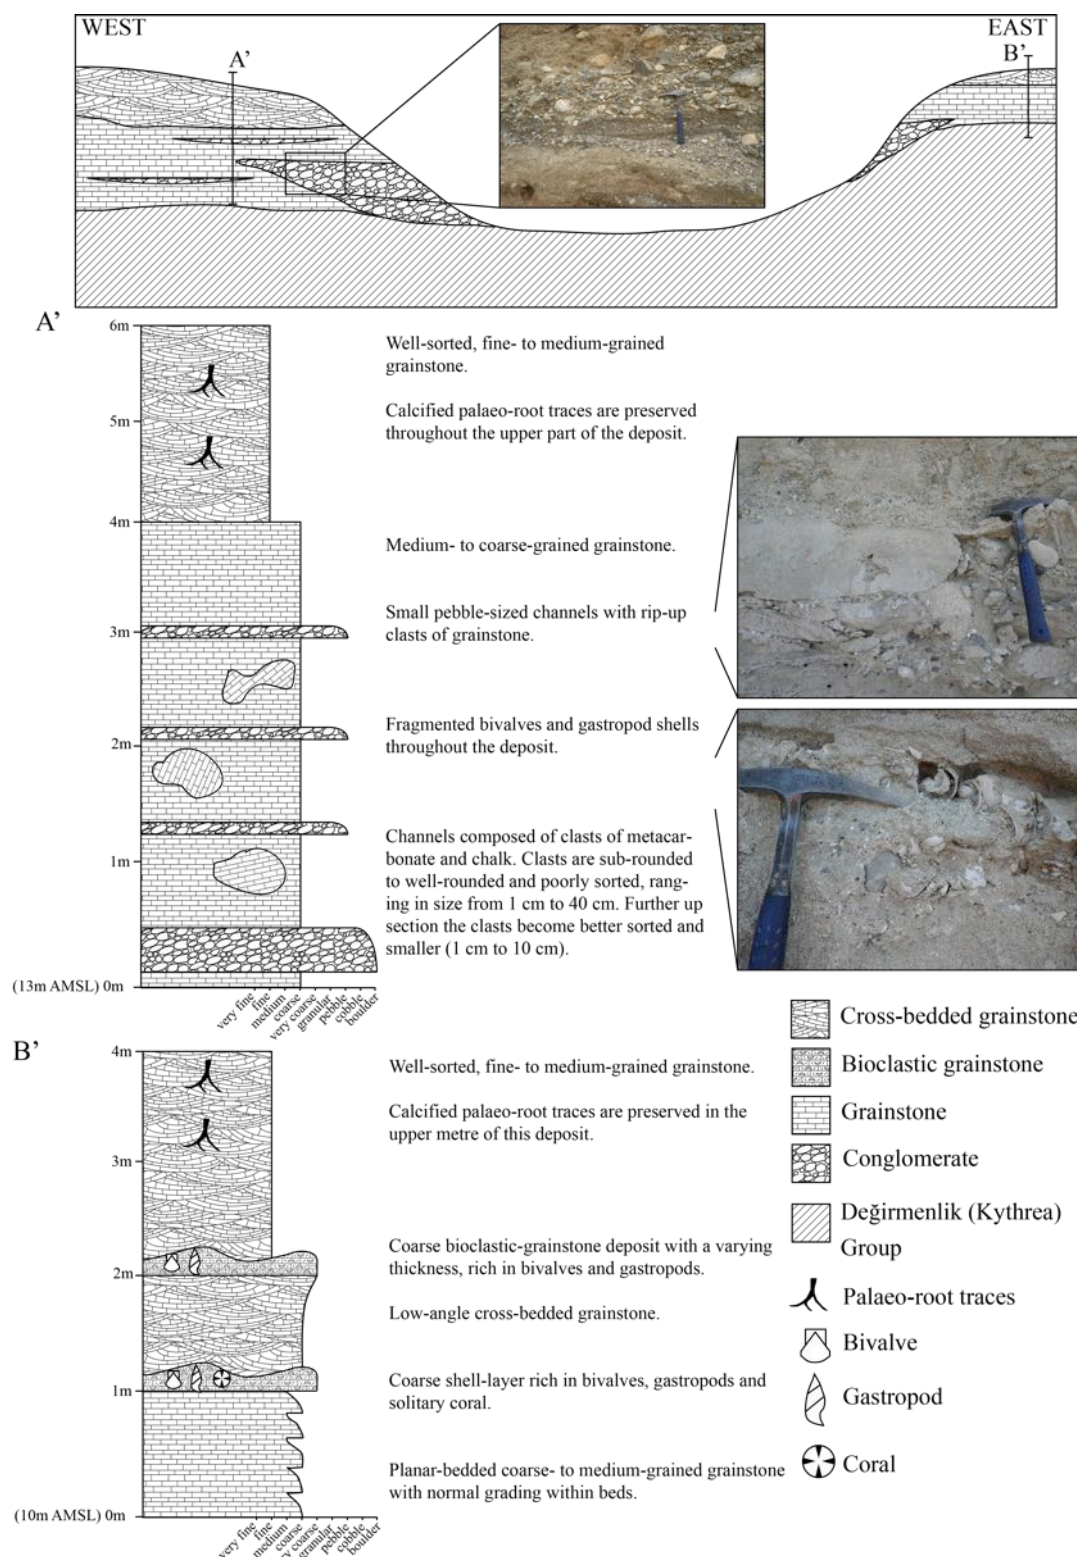 WEST
EAST
A’
B’
A’
6m
Well-sorted, fine- to medium-grained
grainstone.
5m
Calcified palaeo-root traces are preserved
throughout the upper part of the deposit.
4m
Medium- to coarse-grained grainstone.
Small pebble-sized channels with rip-up
clasts of grainstone.
3m
Fragmented bivalves and gastropod shells
throughout the deposit.
2m
Channels composed of clasts of metacar-
bonate and chalk. Clasts are sub-rounded
to well-rounded and poorly sorted, rang-
ing in size from 1 cm to 40 cm. Further up
section the clasts become better sorted and
smaller (1 cm to 10 cm).
1m
(13m AMSL) 0m
very fine
fine
medium
coarse
very coarse
granular
pebble
cobble
boulder
B’
4m
Well-sorted, fine- to medium-grained grainstone.
Calcified palaeo-root traces are preserved in the
upper metre of this deposit.
3m
Coarse bioclastic-grainstone deposit with a varying
thickness, rich in bivalves and gastropods.
2m
Low-angle cross-bedded grainstone.
Coarse shell-layer rich in bivalves, gastropods and
solitary coral.
1m
Planar-bedded coarse- to medium-grained grainstone
with normal grading within beds.
(10m AMSL) 0m
very fine
fine
medium
coarse
very coarse
granular
pebble
cobble
boulder
Cross-bedded grainstone
Bioclastic grainstone
Grainstone
Conglomerate
Değirmenlik (Kythrea)
Group
Palaeo-root traces
Bivalve
Gastropod
Coral